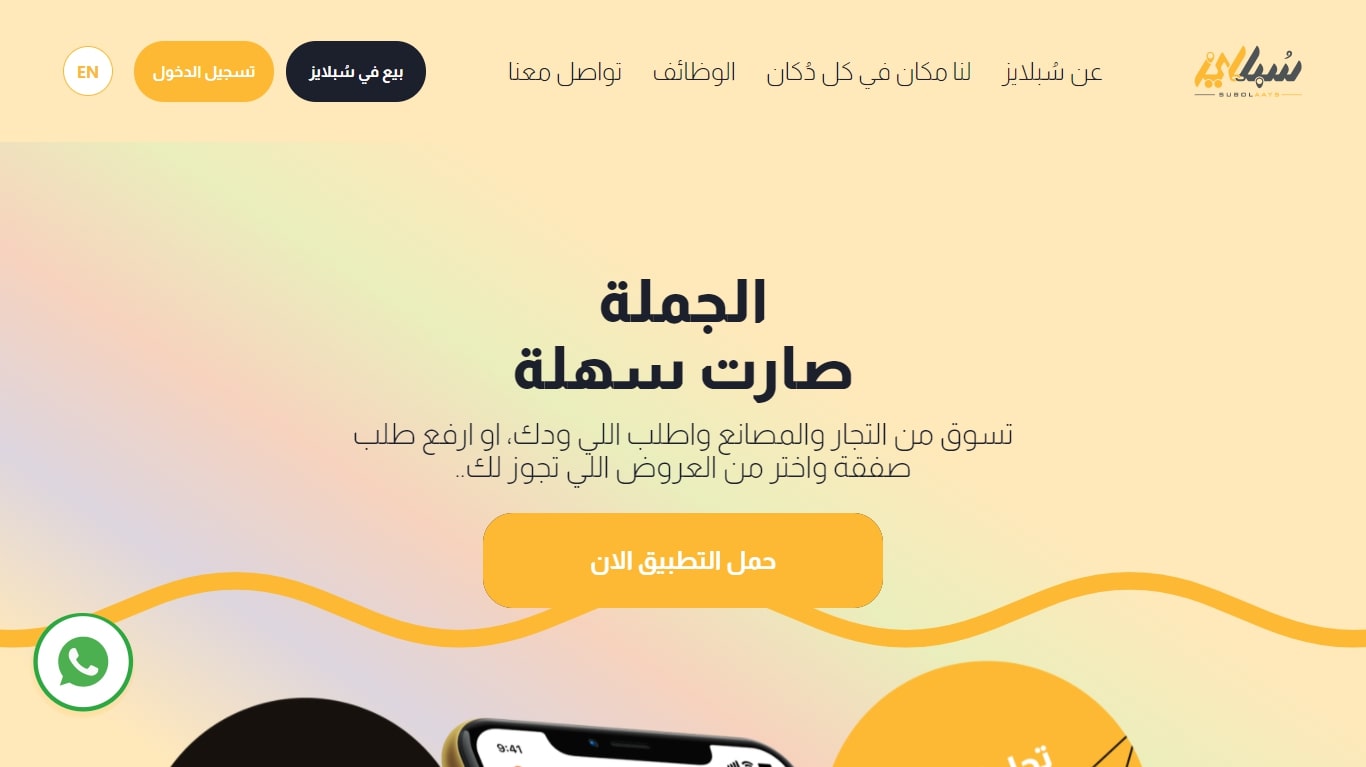 سُبلايز
SUBOLAAYS
عن سُبلايز
لنا مكان في كل دُكان
الوظائف
تواصل معنا
بيع في سُبلايز
تسجيل الدخول
EN
الجملة
صارت سهلة
تسوق من التجار والمصانع واطلب اللي ودك، او ارفع طلب
صفقة واختر من العروض اللي تجوز لك..
حمل التطبيق الان
9:41